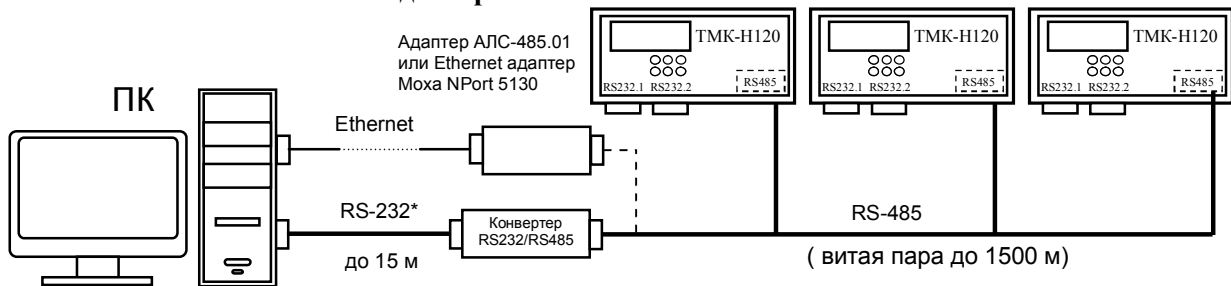 Адаптер АЛС-485.01
или Ethernet адаптер
Moxa NPort 5130
ТМК-Н120
RS232.1 RS232.2
RS485
ТМК-Н120
RS232.1 RS232.2
RS485
ТМК-Н120
RS232.1 RS232.2
RS485
ПК
Ethernet
RS-232*
до 15 м
Конвертер
RS232/RS485
RS-485
( витая пара до 1500 м)